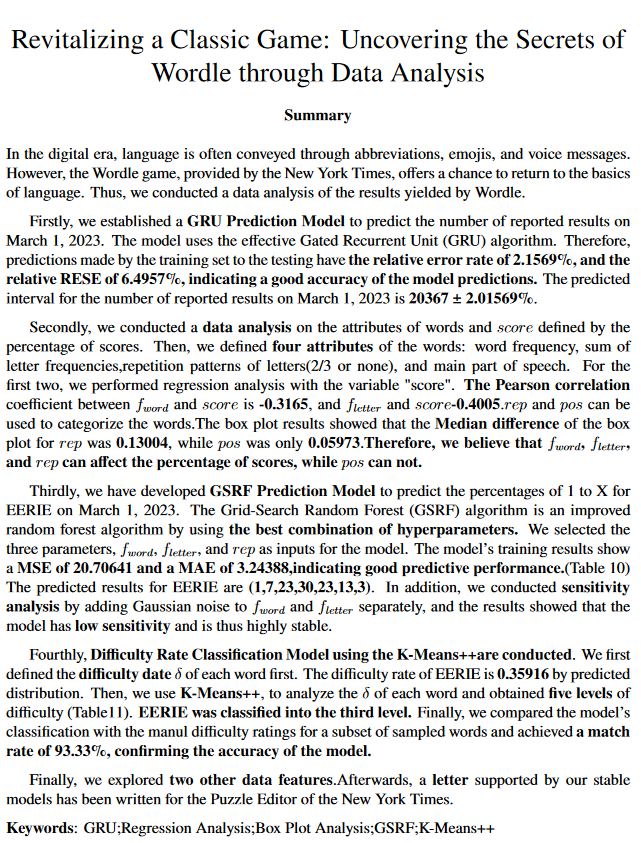 Revitalizing a Classic Game: Uncovering the Secrets of
Wordle through Data Analysis
Summary
In the digital era, language is often conveyed through abbreviations, emojis, and voice messages.
However, the Wordle game, provided by the New York Times, offers a chance to return to the basics
of language. Thus, we conducted a data analysis of the results yielded by Wordle.
Firstly, we established a GRU Prediction Model to predict the number of reported results on
March 1, 2023. The model uses the effective Gated Recurrent Unit (GRU) algorithm. Therefore,
predictions made by the training set to the testing have the relative error rate of 2.1569%, and the
relative RESE of 6.4957%, indicating a good accuracy of the model predictions. The predicted
interval for the number of reported results on March 1, 2023 is 20367 ± 2.01569%.
Secondly, we conducted a data analysis on the attributes of words and score defined by the
percentage of scores. Then, we defined four attributes of the words: word frequency, sum of
letter frequencies,repetition patterns of letters(2/3 or none), and main part of speech. For the
first two, we performed regression analysis with the variable "score". The Pearson correlation
coefficient between f_word and score is -0.3165, and f_letter and score-0.4005.rep and pos can be
used to categorize the words.The box plot results showed that the Median difference of the box
plot for rep was 0.13004, while pos was only 0.05973.Therefore, we believe that f_word, f_letter,
and rep can affect the percentage of scores, while pos can not.
Thirdly, we have developed GSRF Prediction Model to predict the percentages of 1 to X for
EERIE on March 1, 2023. The Grid-Search Random Forest (GSRF) algorithm is an improved
random forest algorithm by using the best combination of hyperparameters. We selected the
three parameters, f_word, f_letter, and rep as inputs for the model. The model's training results show
a MSE of 20.70641 and a MAE of 3.24388,indicating good predictive performance.(Table 10)
The predicted results for EERIE are (1,7,23,30,23,13,3). In addition, we conducted sensitivity
analysis by adding Gaussian noise to f_word and f_letter separately, and the results showed that the
model has low sensitivity and is thus highly stable.
Fourthly, Difficulty Rate Classification Model using the K-Means++are conducted. We first
defined the difficulty date δ of each word first. The difficulty rate of EERIE is 0.35916 by predicted
distribution. Then, we use K-Means++, to analyze the δ of each word and obtained five levels of
difficulty (Table11). EERIE was classified into the third level. Finally, we compared the model's
classification with the manul difficulty ratings for a subset of sampled words and achieved a match
rate of 93.33%, confirming the accuracy of the model.
Finally, we explored two other data features.Afterwards, a letter supported by our stable
models has been written for the Puzzle Editor of the New York Times.
Keywords: GRU;Regression Analysis;Box Plot Analysis;GSRF;K-Means++